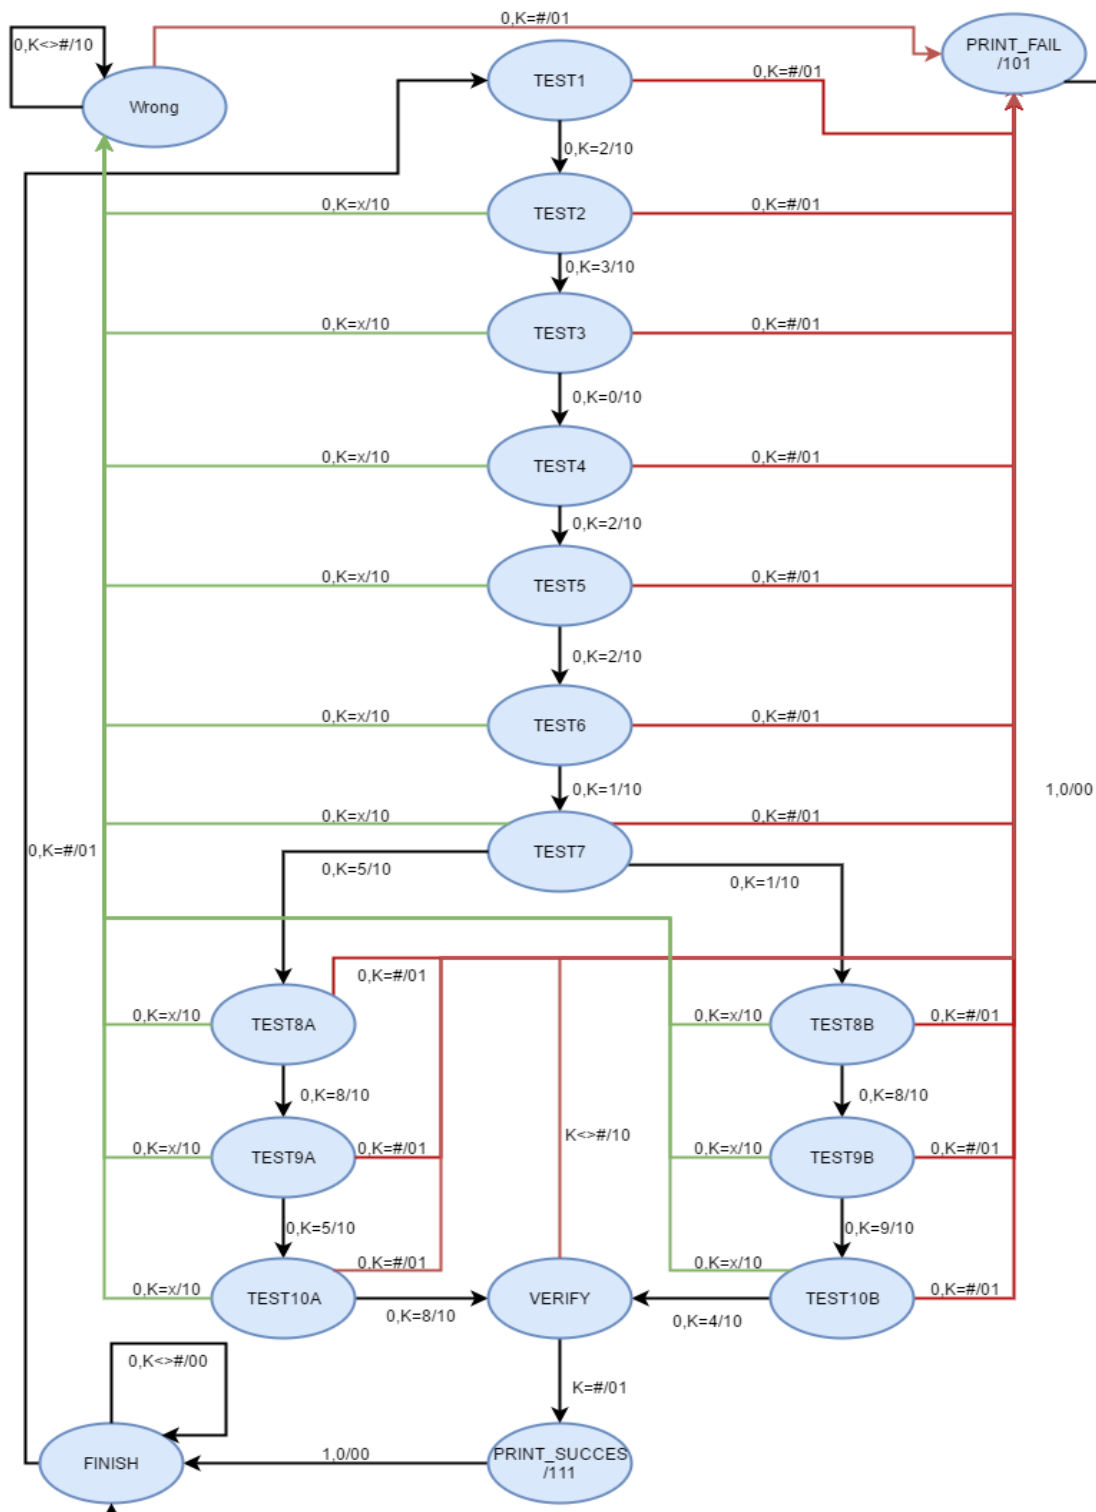 0,K=#/01
0,K<>#/10
PRINT_FAIL
/101
Wrong
TEST1
0,K=#/01
0,K=2/10
0,K=x/10
TEST2
0,K=#/01
0,K=3/10
0,K=x/10
TEST3
0,K=#/01
0,K=0/10
0,K=x/10
TEST4
0,K=#/01
0,K=2/10
0,K=x/10
TEST5
0,K=#/01
0,K=2/10
0,K=x/10
TEST6
0,K=#/01
0,K=1/10
1,0/00
0,K=x/10
0,K=#/01
0,K=#/01
TEST7
0,K=5/10
0,K=1/10
0,K=#/01
0,K=x/10
TEST8A
0,K=x/10
TEST8B
0,K=#/01
0,K=8/10
0,K=8/10
K<>#/10
0,K=x/10
TEST9A
0,K=#/01
0,K=x/10
TEST9B
0,K=#/01
0,K=5/10
0,K=9/10
0,K=#/01
0,K=x/10
0,K=x/10
TEST10A
VERIFY
TEST10B
0,K=#/01
0,K=8/10
0,K=4/10
0,K<>#/00
K=#/01
1,0/00
FINISH
PRINT_SUCCES
/111